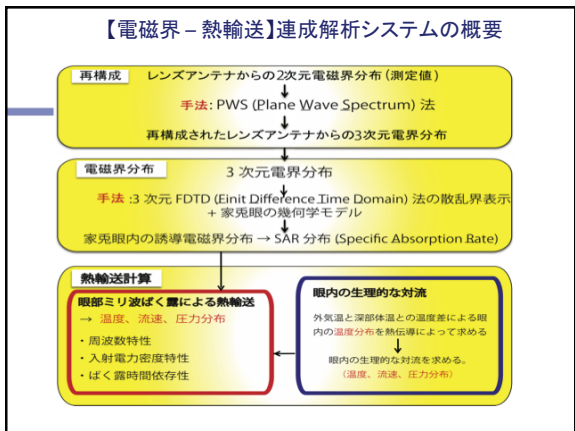 【電磁界 – 熱輸送】連成解析システムの概要
再構成
レンズアンテナからの2次元電磁界分布（測定値）
手法: PWS (Plane Wave Spectrum) 法
再構成されたレンズアンテナからの3次元電界分布
電磁界分布
3 次元電界分布
手法 :3 次元 FDTD (Einit Difference Time Domain) 法の散乱界表示
+ 家兎眼の幾何学モデル
家兎眼内の誘導電磁界分布 → SAR 分布 (Specific Absorption Rate)
熱輸送計算
眼部ミリ波ばく露による熱輸送
→ 温度、流速、圧力分布
・周波数特性
・入射電力密度特性
・ばく露時間依存性
眼内の生理的な対流
外気温と深部体温との温度差による眼
内の温度分布を熱伝導によって求める
眼内の生理的な対流を求める。
（温度、流速、圧力分布）